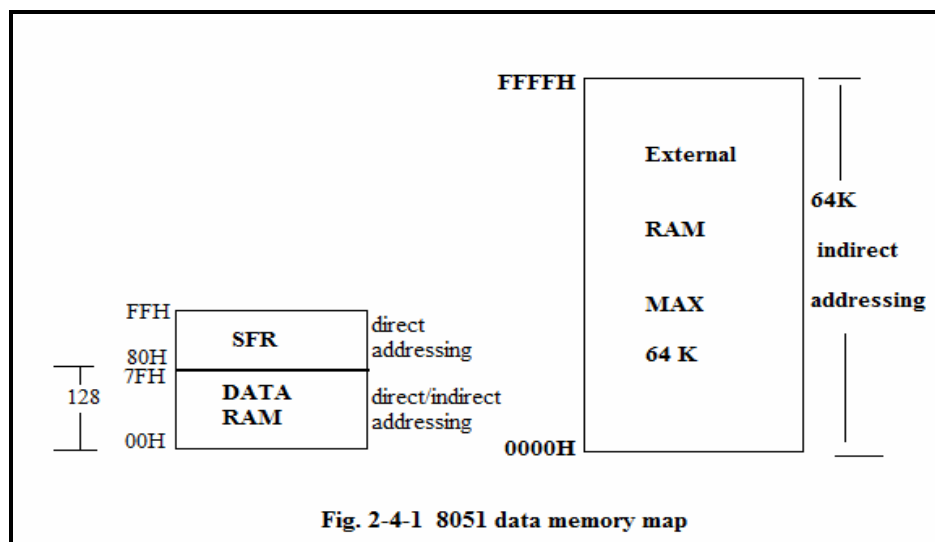 FFFFH
External
RAM
MAX
64 K
64K
indirect
addressing
0000H
FFH
SFR
direct
addressing
80H
7FH
128
DATA
RAM
direct/indirect
addressing
00H
Fig. 2-4-1 8051 data memory map